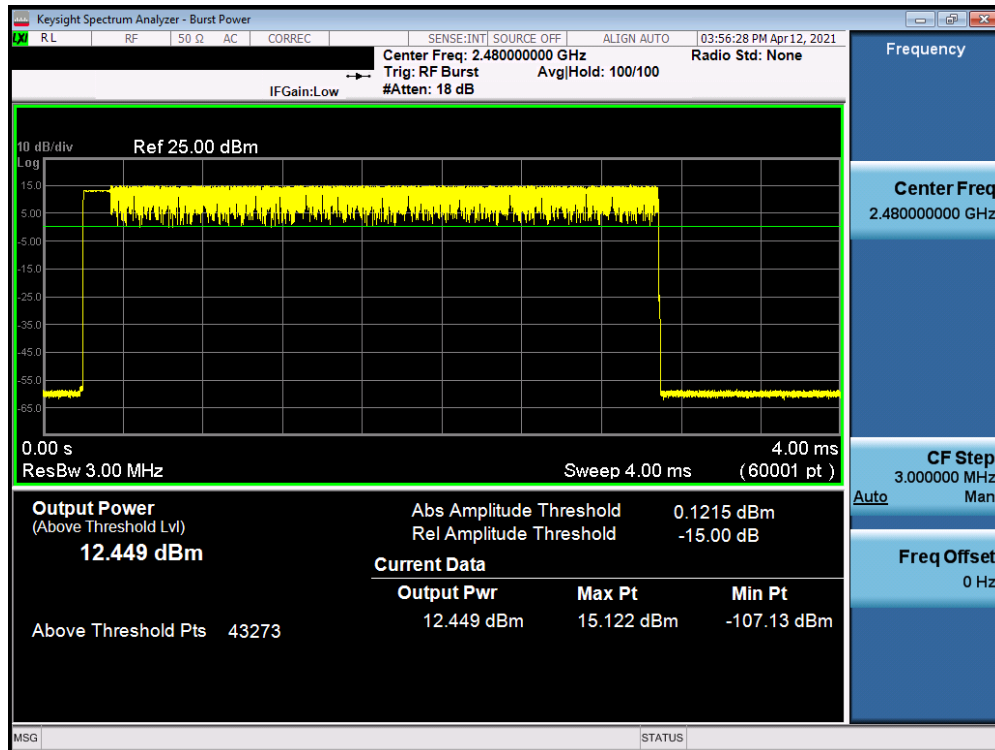 Keysight Spectrum Analyzer - Burst Power
LXI RL RF 50 Ω AC CORREC SENSE:INT SOURCE OFF ALIGN AUTO 03:56:28 PM Apr 12, 2021
Center Freq: 2.480000000 GHz Radio Std: None
Trig: RF Burst Avg|Hold: 100/100
IFGain:Low #Atten: 18 dB
Frequency
10 dB/div Ref 25.00 dBm
Log
15.0
5.00
-5.00
-15.0
-25.0
-35.0
-45.0
-55.0
-65.0
0.00 s 4.00 ms
ResBw 3.00 MHz Sweep 4.00 ms (60001 pt )
Center Freq
2.480000000 GHz
CF Step
3.000000 MHz
Auto Man
Freq Offset
0 Hz
Output Power
(Above Threshold Lvl)
12.449 dBm
Above Threshold Pts 43273
Abs Amplitude Threshold 0.1215 dBm
Rel Amplitude Threshold -15.00 dB
Current Data
Output Pwr Max Pt Min Pt
12.449 dBm 15.122 dBm -107.13 dBm
MSG STATUS